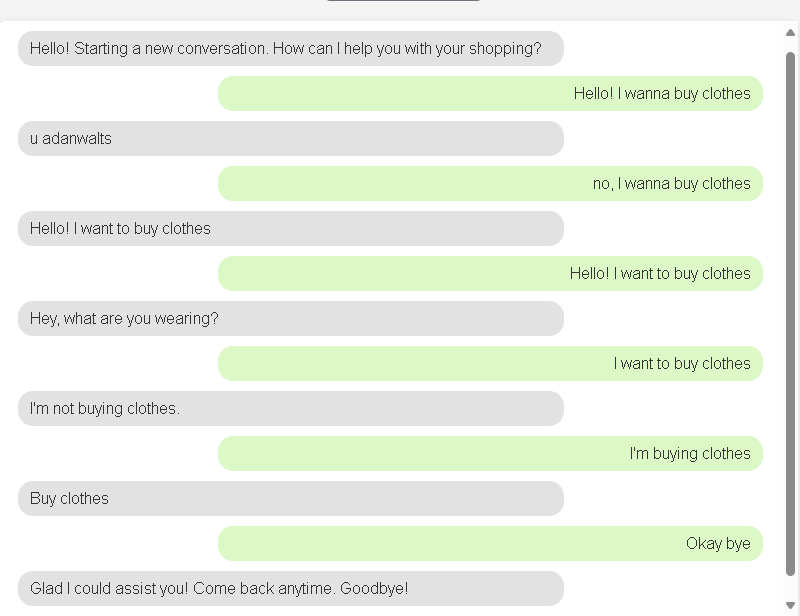 Hello! Starting a new conversation. How can I help you with your shopping?
Hello! I wanna buy clothes
u adanwalts
no, I wanna buy clothes
Hello! I want to buy clothes
Hello! I want to buy clothes
Hey, what are you wearing?
I want to buy clothes
I'm not buying clothes.
I'm buying clothes
Buy clothes
Okay bye
Glad I could assist you! Come back anytime. Goodbye!